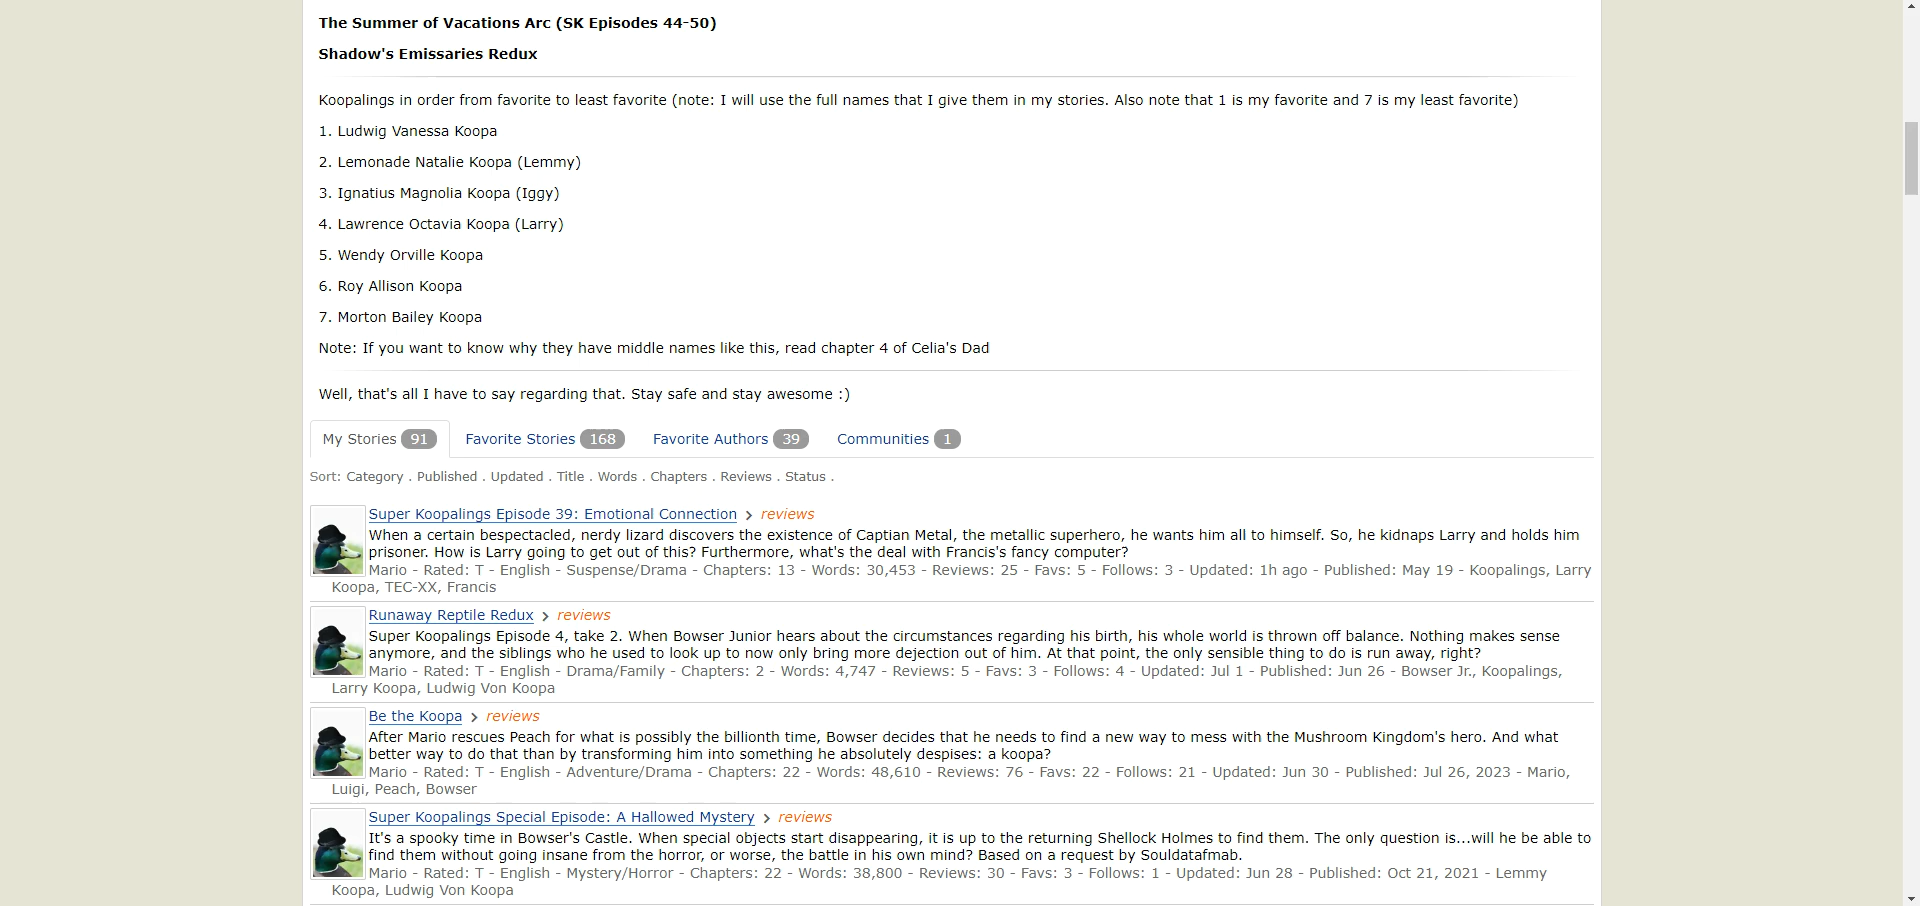 The Summer of Vacations Arc (SK Episodes 44-50)
Shadow's Emissaries Redux
Koopalings in order from favorite to least favorite (note: I will use the full names that I give them in my stories. Also note that 1 is my favorite and 7 is my least favorite)
1. Ludwig Vanessa Koopa
2. Lemonade Natalie Koopa (Lemmy)
3. Ignatius Magnolia Koopa (Iggy)
4. Lawrence Octavia Koopa (Larry)
5. Wendy Orville Koopa
6. Roy Allison Koopa
7. Morton Bailey Koopa
Note: If you want to know why they have middle names like this, read chapter 4 of Celia's Dad
Well, that's all I have to say regarding that. Stay safe and stay awesome :)
My Stories 91 Favorite Stories 168 Favorite Authors 39 Communities 1
Sort: Category . Published . Updated . Title . Words . Chapters . Reviews . Status .
Super Koopalings Episode 39: Emotional Connection > reviews
When a certain bespectacled, nerdy lizard discovers the existence of Captian Metal, the metallic superhero, he wants him all to himself. So, he kidnaps Larry and holds him
prisoner. How is Larry going to get out of this? Furthermore, what's the deal with Francis's fancy computer?
Mario - Rated: T - English - Suspense/Drama - Chapters: 13 - Words: 30,453 - Reviews: 25 - Favs: 5 - Follows: 3 - Updated: 1h ago - Published: May 19 - Koopalings, Larry
Koopa, TEC-XX, Francis
Runaway Reptile Redux > reviews
Super Koopalings Episode 4, take 2. When Bowser Junior hears about the circumstances regarding his birth, his whole world is thrown off balance. Nothing makes sense
anymore, and the siblings who he used to look up to now only bring more dejection out of him. At that point, the only sensible thing to do is run away, right?
Mario - Rated: T - English - Drama/Family - Chapters: 2 - Words: 4,747 - Reviews: 5 - Favs: 3 - Follows: 4 - Updated: Jul 1 - Published: Jun 26 - Bowser Jr., Koopalings,
Larry Koopa, Ludwig Von Koopa
Be the Koopa > reviews
After Mario rescues Peach for what is possibly the billionth time, Bowser decides that he needs to find a new way to mess with the Mushroom Kingdom's hero. And what
better way to do that than by transforming him into something he absolutely despises: a koopa?
Mario - Rated: T - English - Adventure/Drama - Chapters: 22 - Words: 48,610 - Reviews: 76 - Favs: 22 - Follows: 21 - Updated: Jun 30 - Published: Jul 26, 2023 - Mario,
Luigi, Peach, Bowser
Super Koopalings Special Episode: A Hallowed Mystery > reviews
It's a spooky time in Bowser's Castle. When special objects start disappearing, it is up to the returning Shellock Holmes to find them. The only question is...will he be able to
find them without going insane from the horror, or worse, the battle in his own mind? Based on a request by Souldatafmab.
Mario - Rated: T - English - Mystery/Horror - Chapters: 22 - Words: 38,800 - Reviews: 30 - Favs: 3 - Follows: 1 - Updated: Jun 28 - Published: Oct 21, 2021 - Lemmy
Koopa, Ludwig Von Koopa